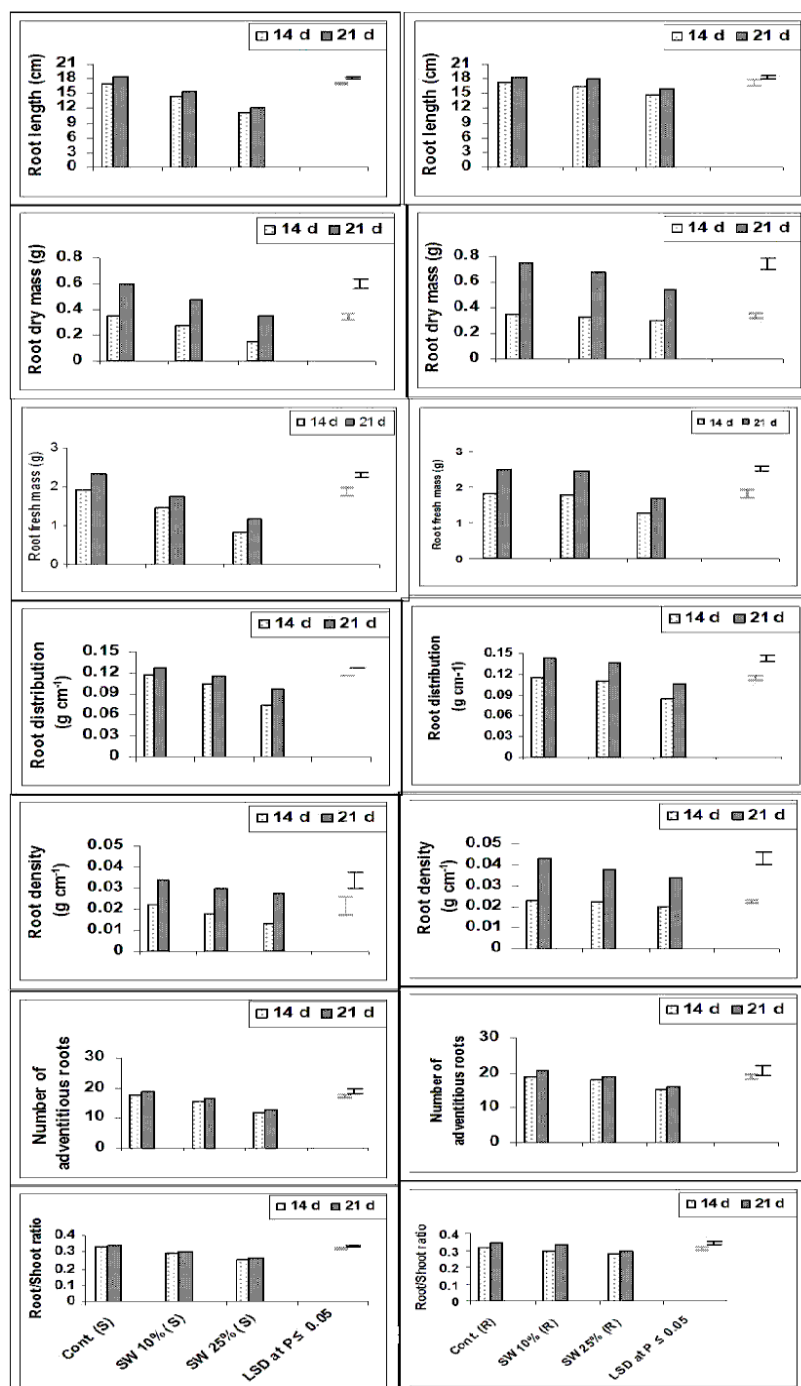 14 d 21 d
Root length (cm)
21
18
15
12
9
6
3
0
14 d 21 d
Root length (cm)
21
18
15
12
9
6
3
0
14 d 21 d
Root dry mass (g)
0.8
0.6
0.4
0.2
0
14 d 21 d
Root dry mass (g)
0.8
0.6
0.4
0.2
0
14 d 21 d
Root fresh mass (g)
3
2
1
0
14 d 21 d
Root fresh mass (g)
3
2
1
0
14 d 21 d
Root distribution
(g cm⁻¹)
0.15
0.12
0.09
0.06
0.03
0
14 d 21 d
Root distribution
(g cm-1)
0.15
0.12
0.09
0.06
0.03
0
14 d 21 d
Root density
(g cm⁻¹)
0.05
0.04
0.03
0.02
0.01
0
14 d 21 d
Root density
(g cm⁻¹)
0.05
0.04
0.03
0.02
0.01
0
14 d 21 d
Number of
adventitious roots
30
20
10
0
14 d 21 d
Number of
adventitious roots
30
20
10
0
14 d 21 d
Root/Shoot ratio
0.4
0.3
0.2
0.1
0
Cont. (S)
SW 10% (S)
SW 25% (S)
LSD at P ≤ 0.05
14 d 21 d
Root/Shoot ratio
0.4
0.3
0.2
0.1
0
Cont. (R)
SW 10% (R)
SW 25% (R)
LSD at P ≤ 0.05